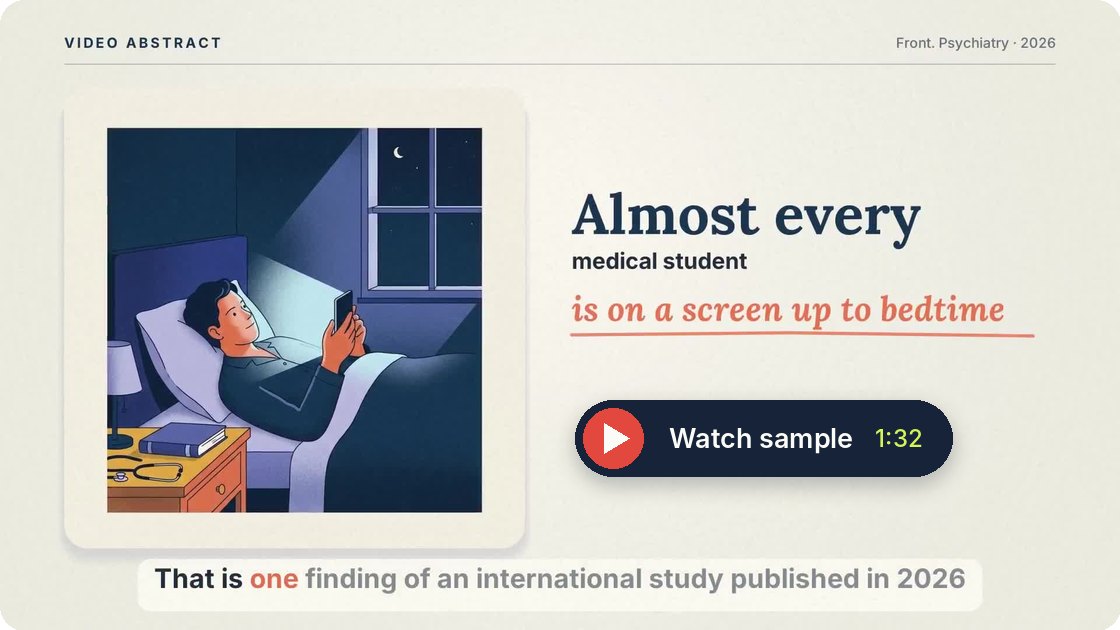 VIDEO ABSTRACT
Front. Psychiatry · 2026
Almost every
medical student
is on a screen up to bedtime
Watch sample 1:32
That is one finding of an international study published in 2026